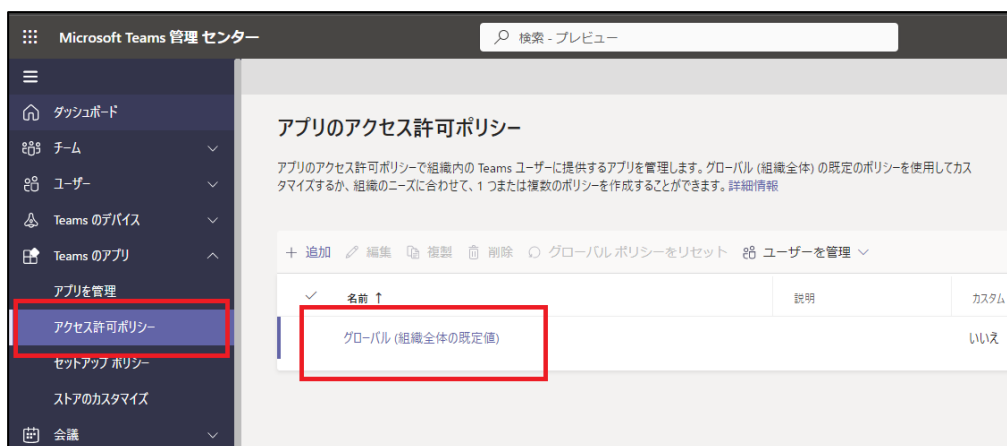 Microsoft Teams 管理センター
検索 - プレビュー
ダッシュボード
チーム
ユーザー
Teams のデバイス
Teams のアプリ
アプリを管理
アクセス許可ポリシー
セットアップ ポリシー
ストアのカスタマイズ
会議
アプリのアクセス許可ポリシー
アプリのアクセス許可ポリシーで組織内の Teams ユーザーに提供するアプリを管理します。グローバル (組織全体) の既定のポリシーを使用してカス
タマイズするか、組織のニーズに合わせて、1 つまたは複数のポリシーを作成することができます。詳細情報
+ 追加 編集 複製 削除 グローバル ポリシーをリセット ユーザーを管理
名前 ↑ 説明 カスタム
グローバル (組織全体の既定値) いいえ